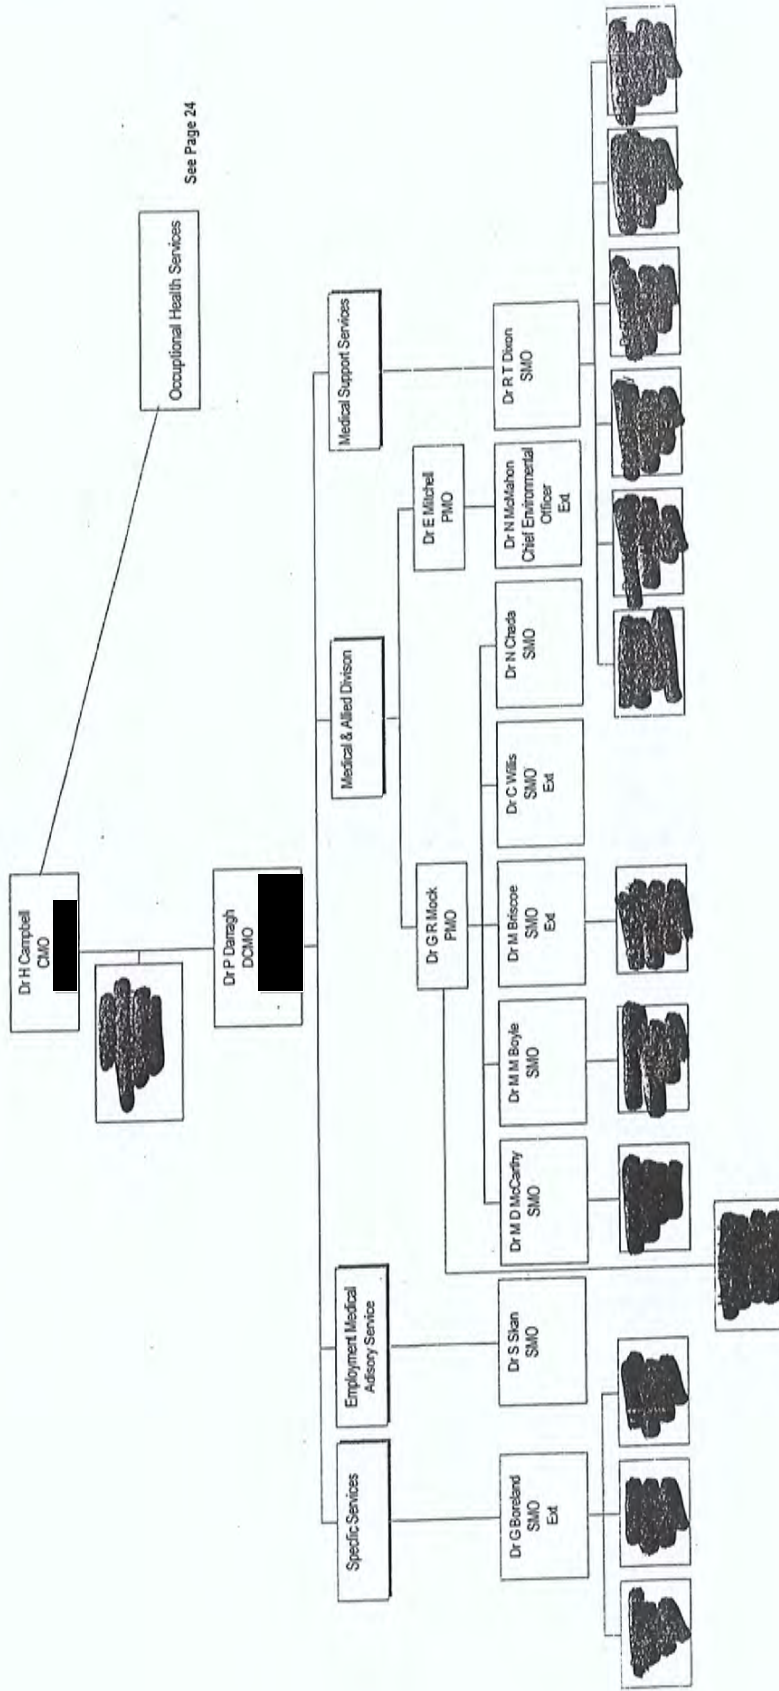 Dr H Campbell
CMO
Occuptional Health Services
See Page 24
Dr P Darragh
DCMO
Specfic Services
Employment Medical
Adisory Service
Medical & Allied Divison
Medical Support Services
Dr G R Mock
PMO
Dr E Mitchell
PMO
Dr G Boreland
SMO
Ext
Dr S Skan
SMO
Dr M D McCarthy
SMO
Dr M M Boyle
SMO
Dr M Briscoe
SMO
Ext
Dr C Willis
SMO
Ext
Dr N Chada
SMO
Dr N McMahon
Chief Environmental
Officer
Ext
Dr R T Dixon
SMO